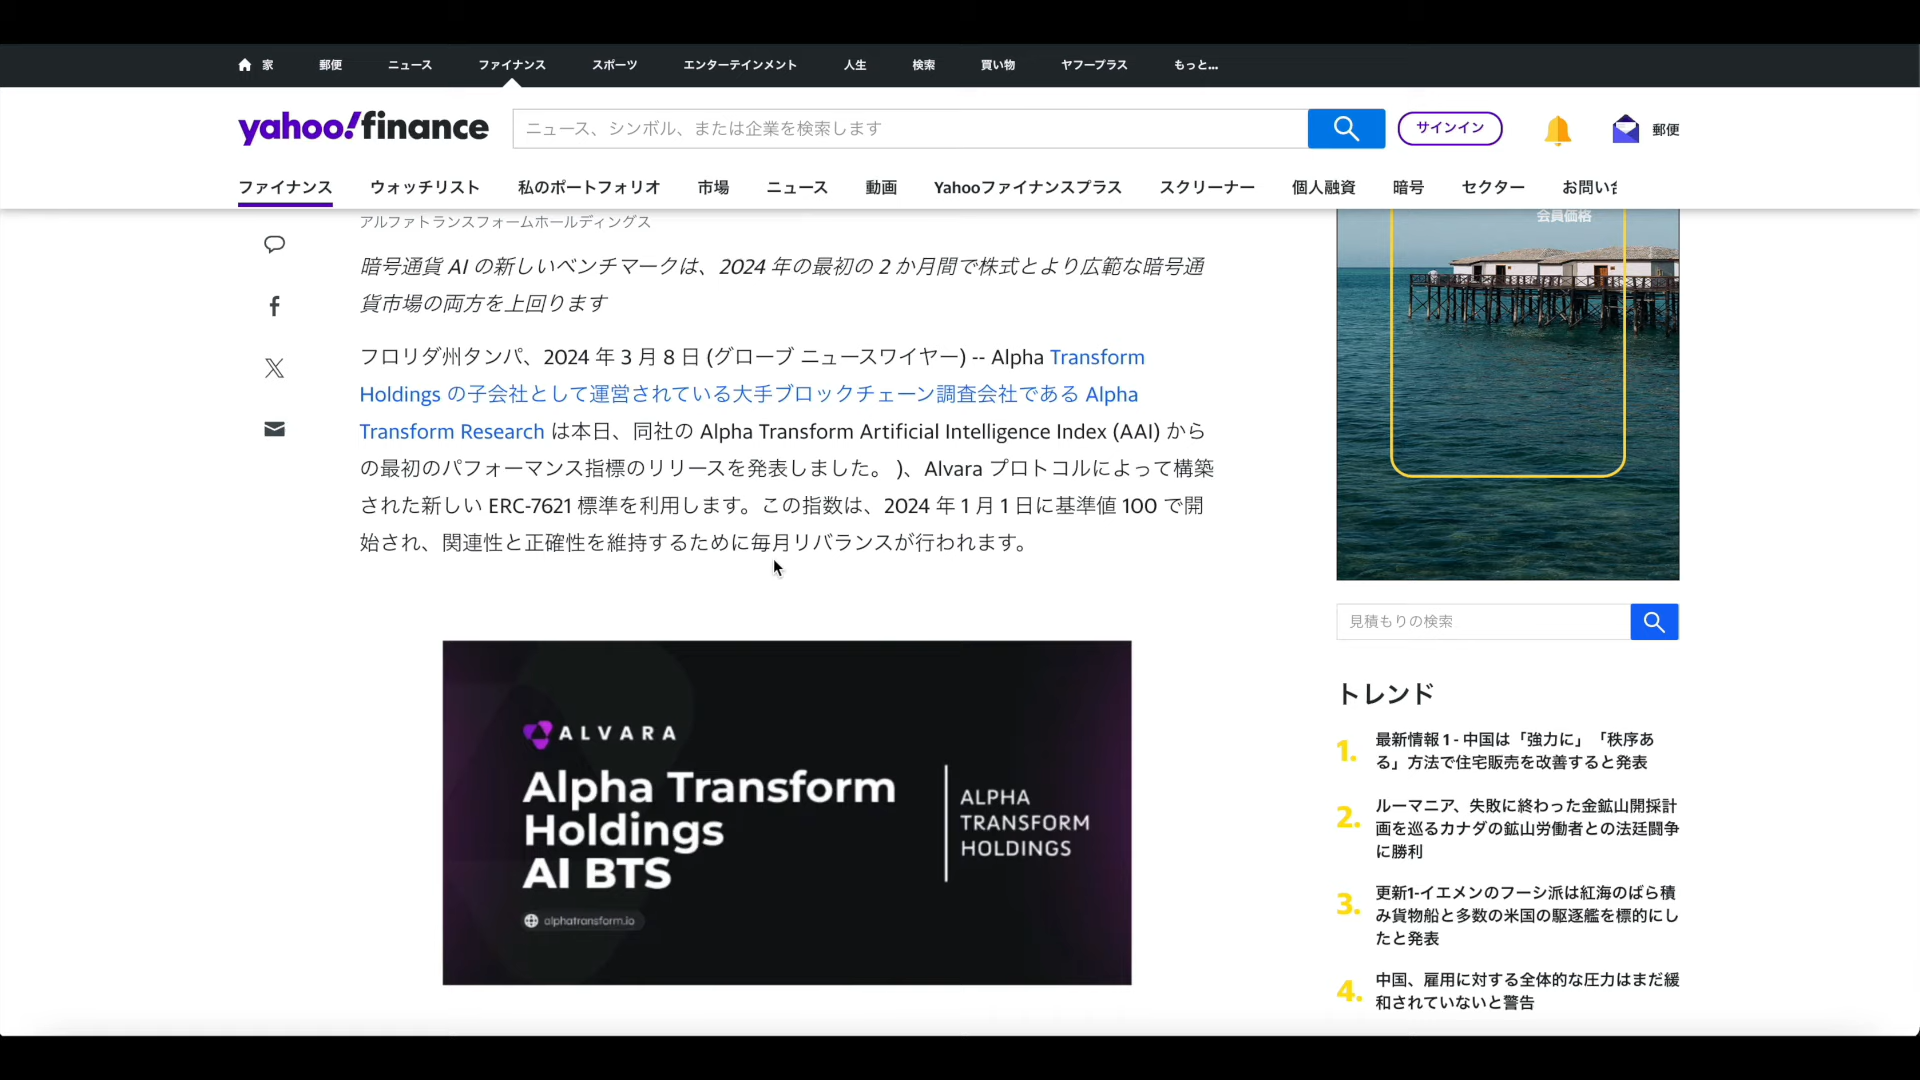 家 郵便 ニュース ファイナンス スポーツ エンターテインメント 人生 検索 買い物 ヤフープラス もっと...
yahoo!finance
ニュース、シンボル、または企業を検索します
サインイン
郵便
ファイナンス ウォッチリスト 私のポートフォリオ 市場 ニュース 動画 Yahooファイナンスプラス スクリーナー 個人融資 暗号 セクター お問い合
アルファトランスフォームホールディングス
暗号通貨 AI の新しいベンチマークは、2024 年の最初の 2 か月間で株式とより広範な暗号通
貨市場の両方を上回ります
フロリダ州タンパ、2024 年 3 月 8 日 (グローブ ニュースワイヤー) -- Alpha Transform
Holdings の子会社として運営されている大手ブロックチェーン調査会社である Alpha
Transform Research は本日、同社の Alpha Transform Artificial Intelligence Index (AAI) から
の最初のパフォーマンス指標のリリースを発表しました。 )、Alvara プロトコルによって構築
された新しい ERC-7621 標準を利用します。この指数は、2024 年 1 月 1 日に基準値 100 で開
始され、関連性と正確性を維持するために毎月リバランスが行われます。
ALVARA
Alpha Transform
Holdings
AI BTS
alphatransform.io
ALPHA
TRANSFORM
HOLDINGS
会員価格
見積もりの検索
トレンド
1. 最新情報 1 - 中国は「強力に」「秩序あ
る」方法で住宅販売を改善すると発表
2. ルーマニア、失敗に終わった金鉱山開採計
画を巡るカナダの鉱山労働者との法廷闘争
に勝利
3. 更新1-イエメンのフーシ派は紅海のばら積
み貨物船と多数の米国の駆逐艦を標的にし
たと発表
4. 中国、雇用に対する全体的な圧力はまだ緩
和されていないと警告